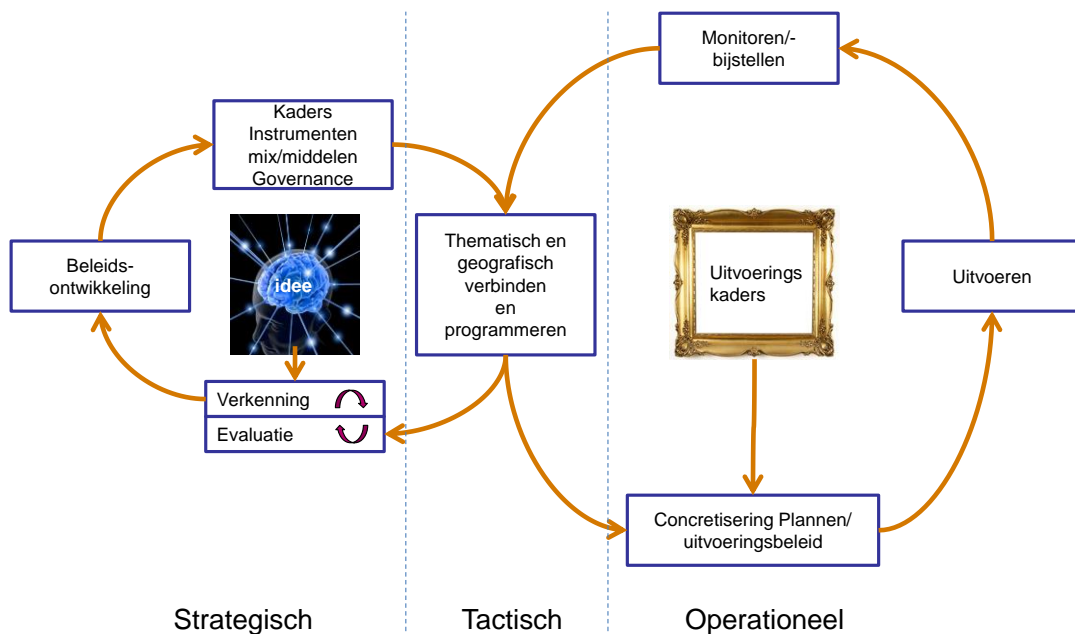 Monitoren/-
bijstellen
Kaders
Instrumenten
mix/middelen
Governance
Beleids-
ontwikkeling
idee
Thematisch en
geografisch
verbinden
en
programmeren
Uitvoerings
kaders
Uitvoeren
Verkenning
Evaluatie
Concretisering Plannen/
uitvoeringsbeleid
Strategisch
Tactisch
Operationeel